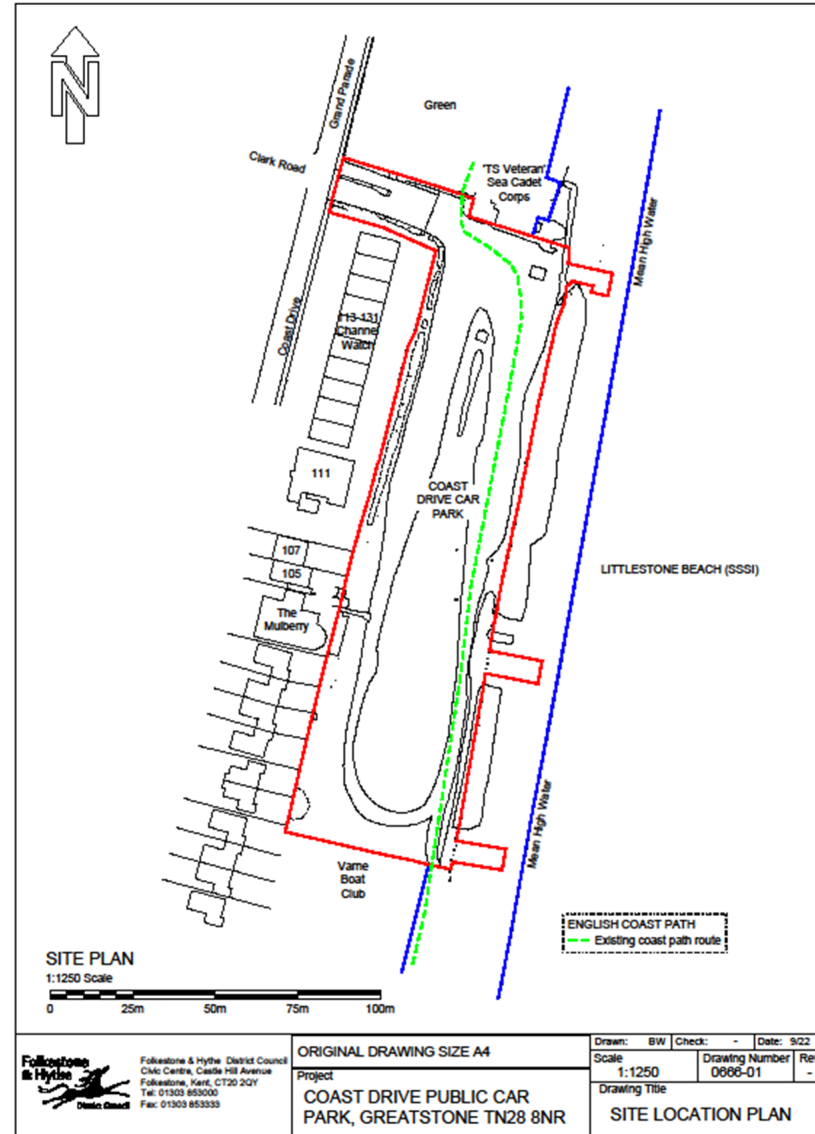 N
Grand Parade
Green
Clark Road
'TS Veteran'
Sea Cadet
Corps
Mean High Water
Coast Drive
113-131
Channel
Watch
111
COAST
DRIVE CAR
PARK
107
105
LITTLESTONE BEACH (SSSI)
The
Mulberry
Mean High Water
Varne
Boat
Club
ENGLISH COAST PATH
Existing coast path route
SITE PLAN
1:1250 Scale
0 25m 50m 75m 100m
Folkestone
& Hythe
District Council
Folkestone & Hythe District Council
Civic Centre, Castle Hill Avenue
Folkestone, Kent, CT20 2QY
Tel: 01303 853000
Fax: 01303 853333
ORIGINAL DRAWING SIZE A4
Project
COAST DRIVE PUBLIC CAR
PARK, GREATSTONE TN28 8NR
Drawn: BW Check: - Date: 9/22
Scale Drawing Number Rev
1:1250 0666-01 -
Drawing Title
SITE LOCATION PLAN